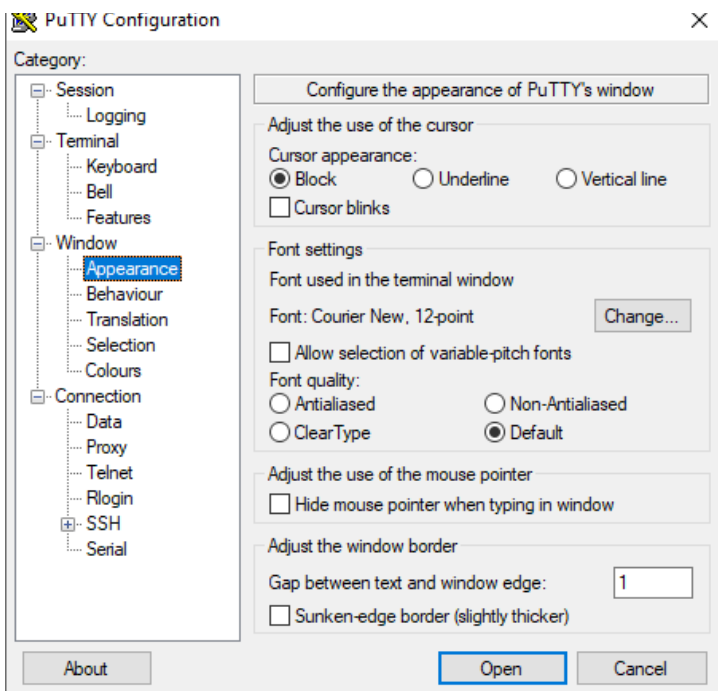 PuTTY Configuration
Category:
Session
Logging
Terminal
Keyboard
Bell
Features
Window
Appearance
Behaviour
Translation
Selection
Colours
Connection
Data
Proxy
Telnet
Rlogin
SSH
Serial
Configure the appearance of PuTTY's window
Adjust the use of the cursor
Cursor appearance:
Block Underline Vertical line
Cursor blinks
Font settings
Font used in the terminal window
Font: Courier New, 12-point Change...
Allow selection of variable-pitch fonts
Font quality:
Antialiased Non-Antialiased
ClearType Default
Adjust the use of the mouse pointer
Hide mouse pointer when typing in window
Adjust the window border
Gap between text and window edge: 1
Sunken-edge border (slightly thicker)
About Open Cancel